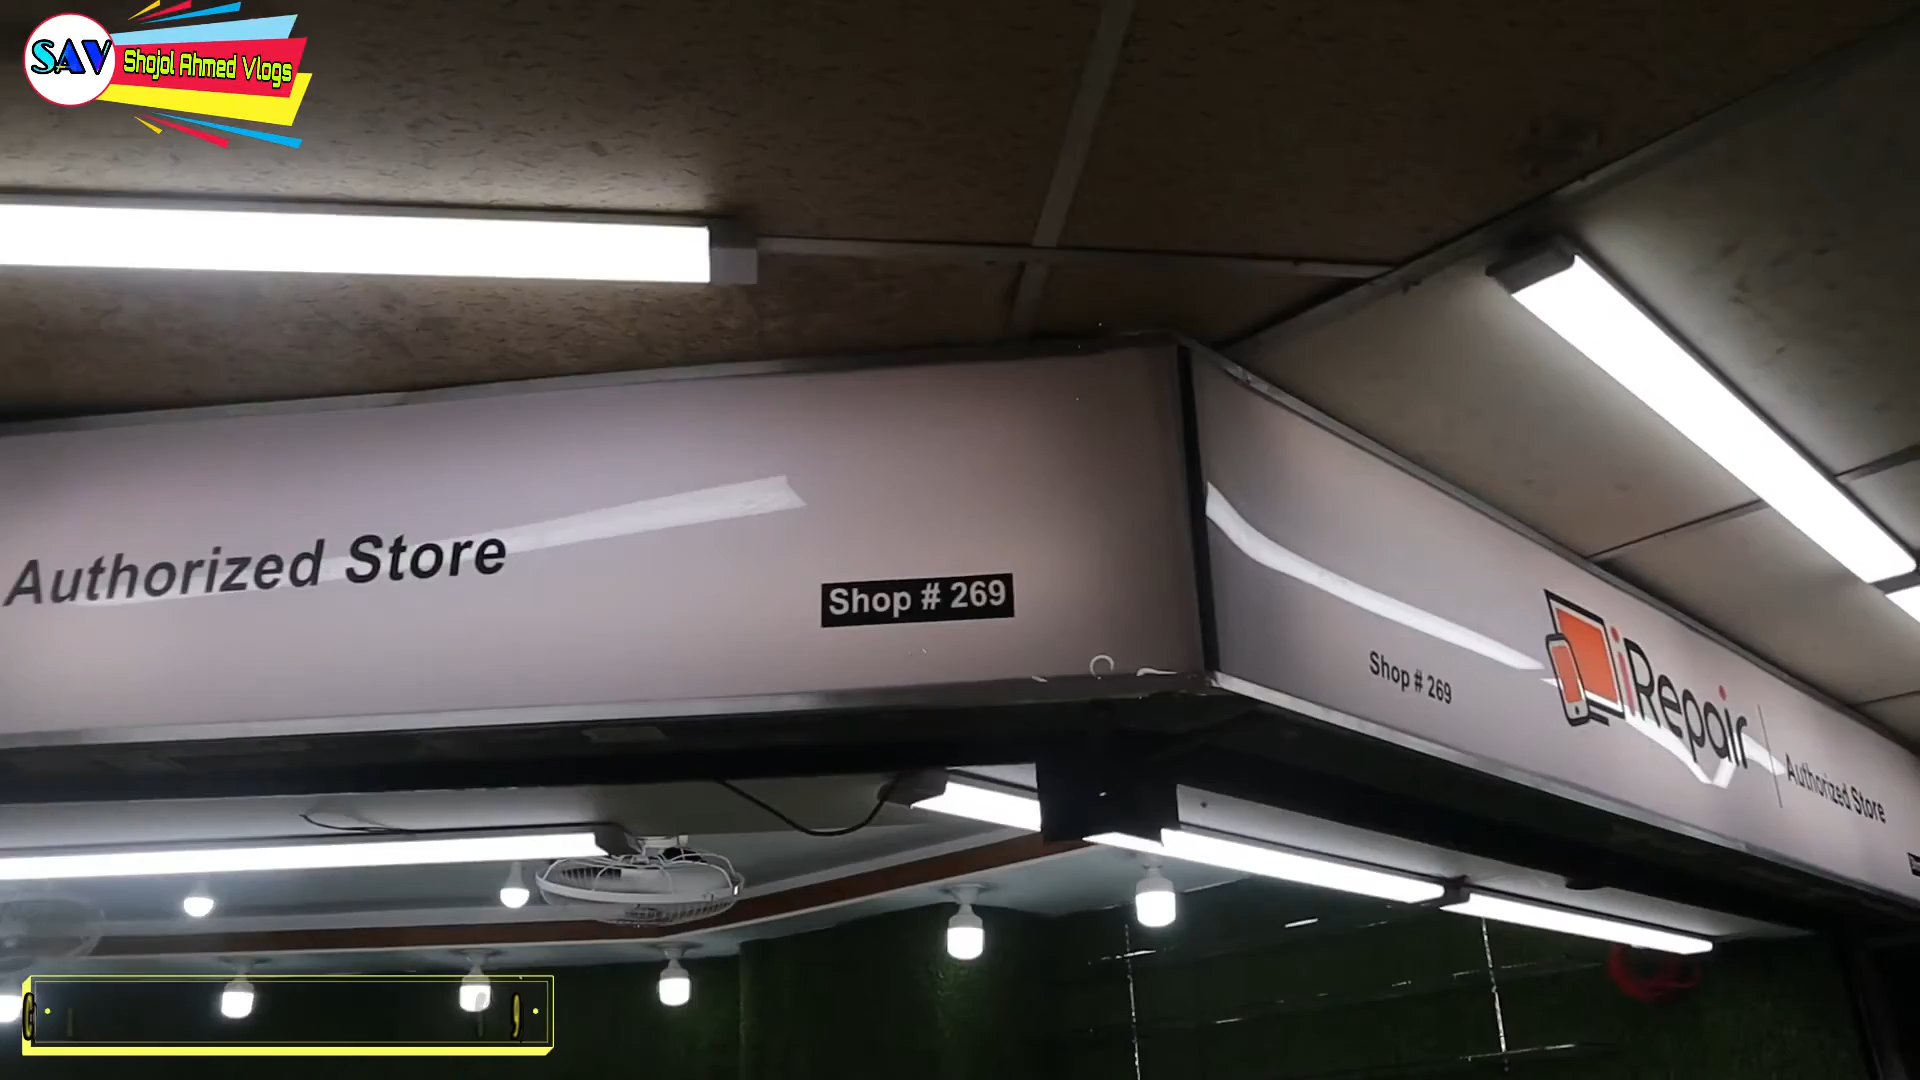 SAV
Shojol Ahmed Vlogs
Authorized Store
Shop # 269
Shop # 269
iRepair
Authorized Store